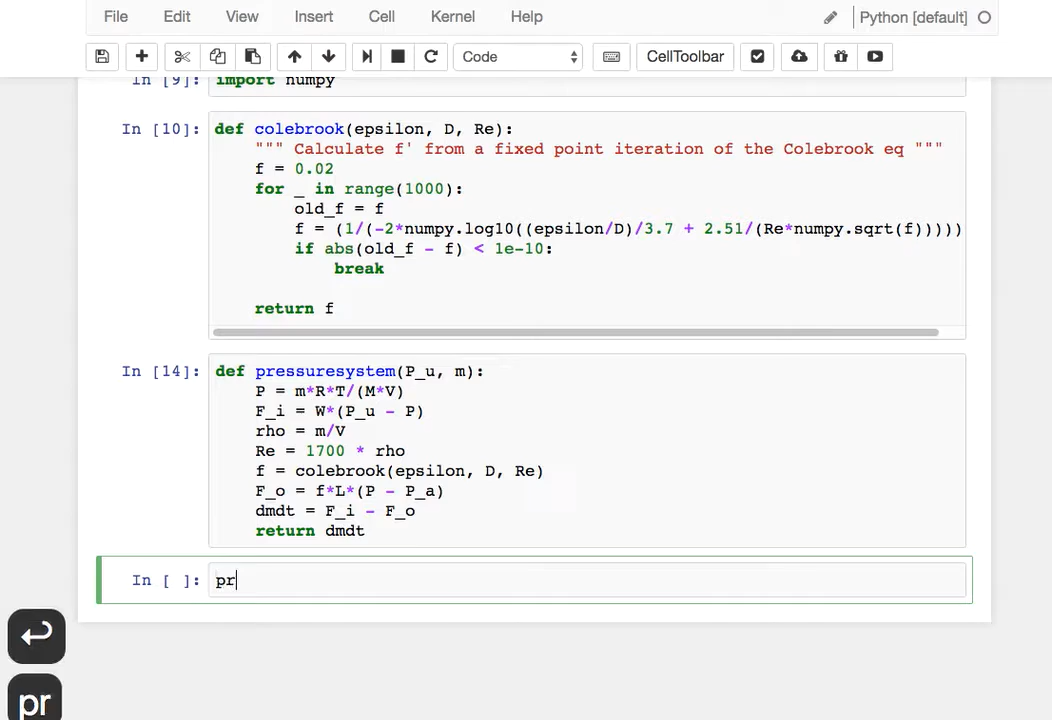 File Edit View Insert Cell Kernel Help Python [default]
Code CellToolbar
In [9]: import numpy
In [10]: def colebrook(epsilon, D, Re):
""" Calculate f' from a fixed point iteration of the Colebrook eq """
f = 0.02
for _ in range(1000):
old_f = f
f = (1/(-2*numpy.log10((epsilon/D)/3.7 + 2.51/(Re*numpy.sqrt(f)))))
if abs(old_f - f) < 1e-10:
break
return f
In [14]: def pressuresystem(P_u, m):
P = m*R*T/(M*V)
F_i = W*(P_u - P)
rho = m/V
Re = 1700 * rho
f = colebrook(epsilon, D, Re)
F_o = f*L*(P - P_a)
dmdt = F_i - F_o
return dmdt
In [ ]: pr
pr